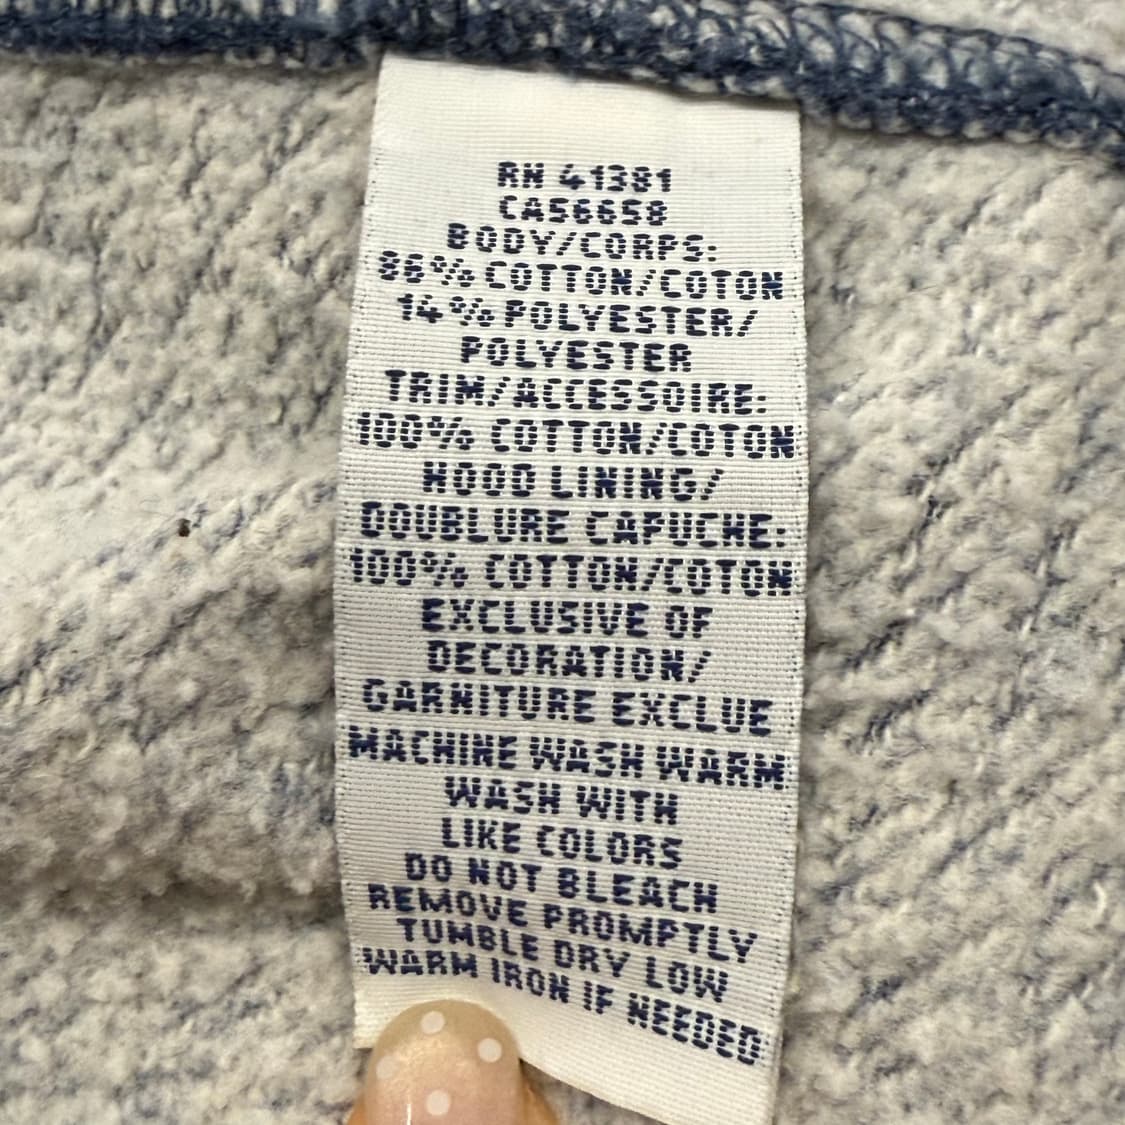 RN 41381
CA56658
BODY/CORPS:
86% COTTON/COTON
14% POLYESTER/
POLYESTER
TRIM/ACCESSOIRE:
100% COTTON/COTON
HOOD LINING/
DOUBLURE CAPUCHE:
100% COTTON/COTON
EXCLUSIVE OF
DECORATION/
GARNITURE EXCLUE
MACHINE WASH WARM
WASH WITH
LIKE COLORS
DO NOT BLEACH
REMOVE PROMPTLY
TUMBLE DRY LOW
WARM IRON IF NEEDED